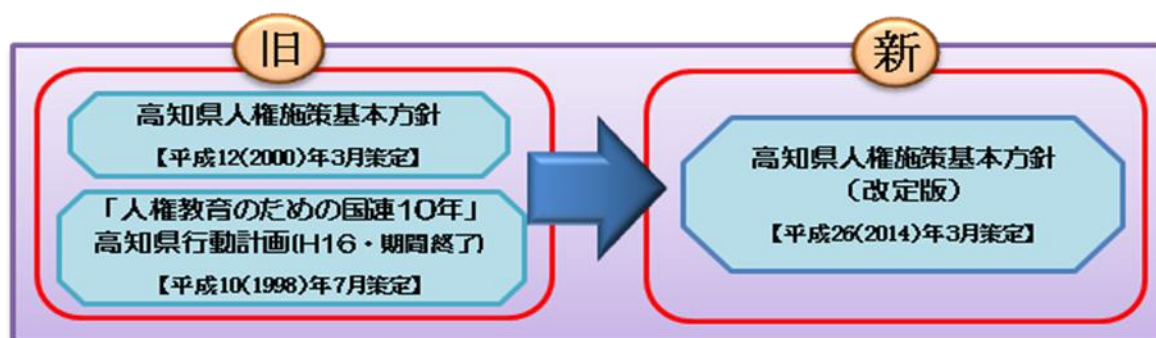 旧
高知県人権施策基本方針
【平成12(2000)年3月策定】
「人権教育のための国連10年」
高知県行動計画(H16・期間終了)
【平成10(1998)年7月策定】
新
高知県人権施策基本方針
(改定版)
【平成26(2014)年3月策定】